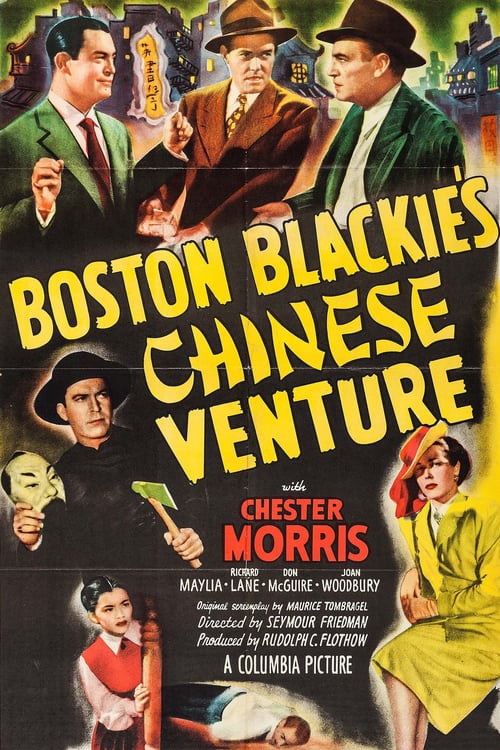 BOSTON BLACKIE'S
CHINESE
VENTURE
with
CHESTER
MORRIS
MAYLIA · RICHARD LANE · DON McGUIRE · JOAN WOODBURY
Original screenplay by MAURICE TOMBRAGEL
Directed by SEYMOUR FRIEDMAN
Produced by RUDOLPH C. FLOTHOW
A COLUMBIA PICTURE